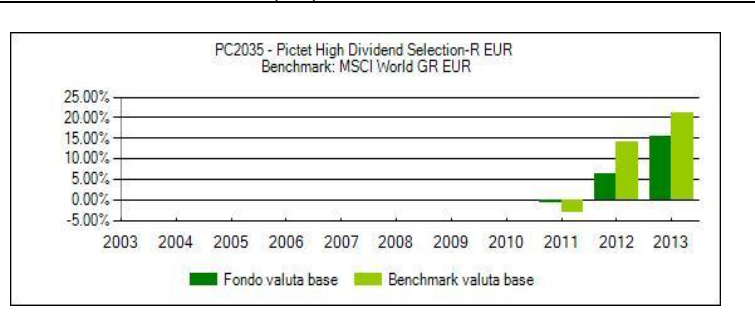 PC2035 - Pictet High Dividend Selection-R EUR
Benchmark: MSCI World GR EUR
25.00%
20.00%
15.00%
10.00%
5.00%
0.00%
-5.00%
2003 2004 2005 2006 2007 2008 2009 2010 2011 2012 2013
Fondo valuta base Benchmark valuta base